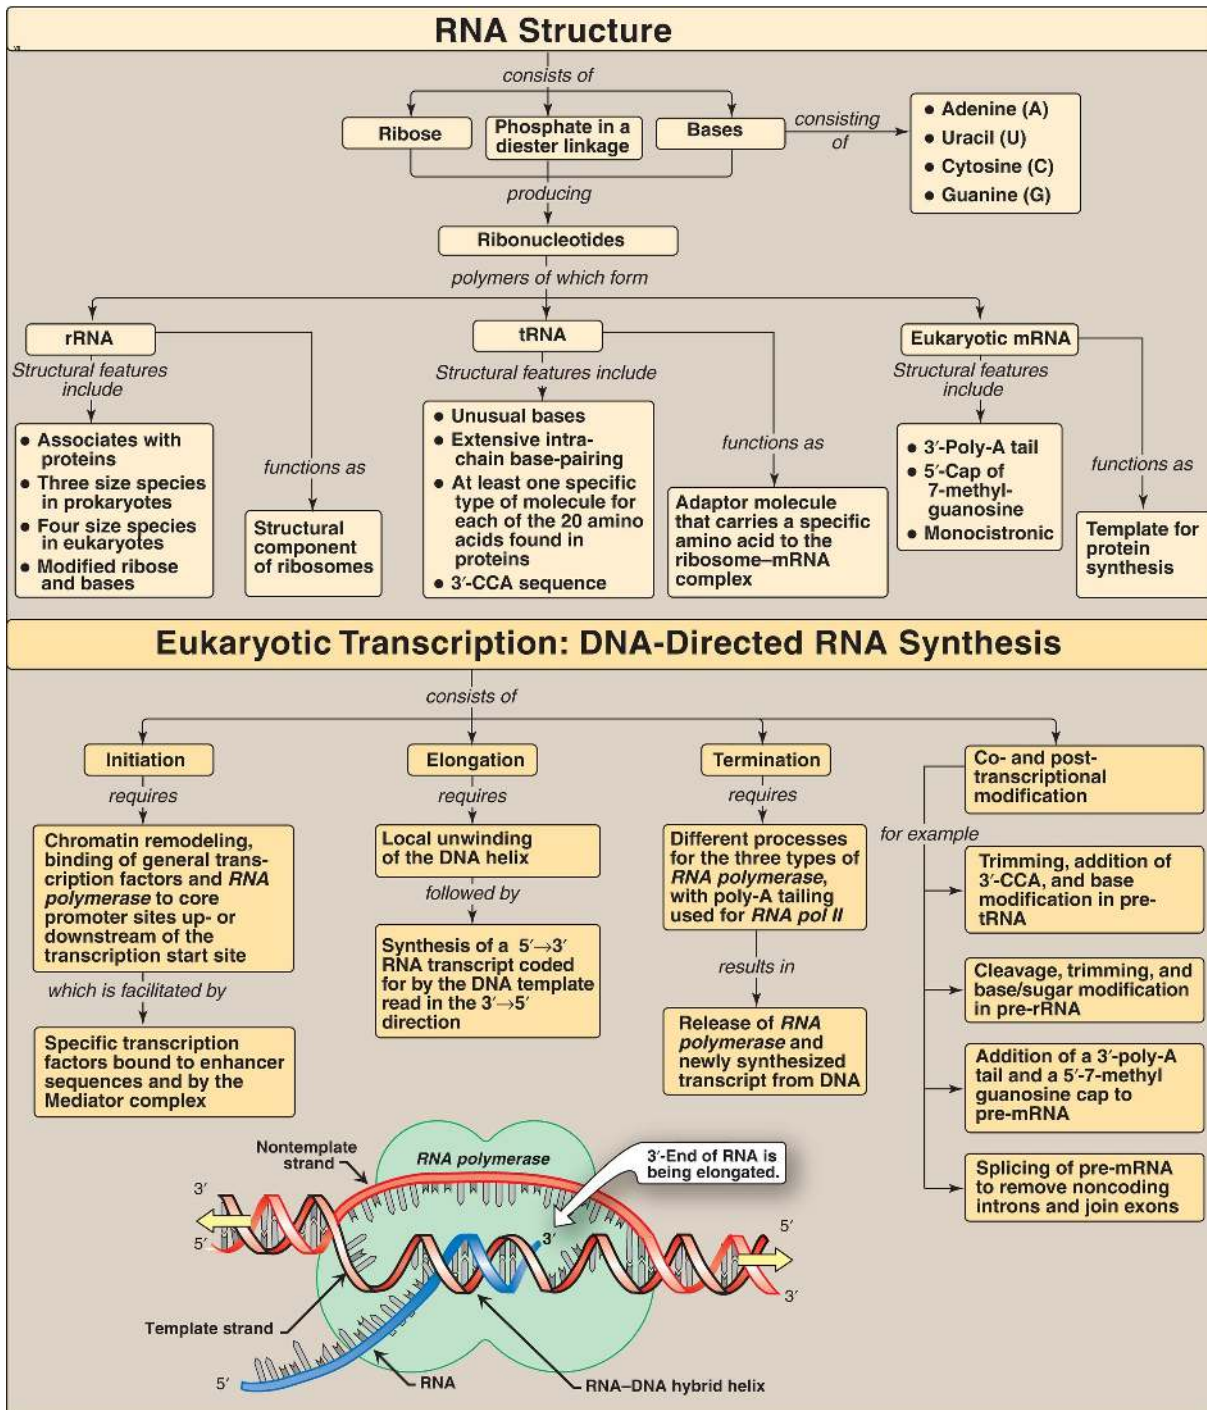 RNA Structure
consists of
Ribose
Phosphate in a
diester linkage
Bases
consisting
of
● Adenine (A)
● Uracil (U)
● Cytosine (C)
● Guanine (G)
producing
Ribonucleotides
polymers of which form
rRNA
Structural features
include
● Associates with
proteins
● Three size species
in prokaryotes
● Four size species
in eukaryotes
● Modified ribose
and bases
functions as
Structural
component
of ribosomes
tRNA
Structural features include
● Unusual bases
● Extensive intra-
chain base-pairing
● At least one specific
type of molecule for
each of the 20 amino
acids found in
proteins
● 3′-CCA sequence
functions as
Adaptor molecule
that carries a specific
amino acid to the
ribosome–mRNA
complex
Eukaryotic mRNA
Structural features
include
● 3′-Poly-A tail
● 5′-Cap of
7-methyl-
guanosine
● Monocistronic
functions as
Template for
protein
synthesis
Eukaryotic Transcription: DNA-Directed RNA Synthesis
consists of
Initiation
requires
Chromatin remodeling,
binding of general trans-
cription factors and RNA
polymerase to core
promoter sites up- or
downstream of the
transcription start site
which is facilitated by
Specific transcription
factors bound to enhancer
sequences and by the
Mediator complex
Elongation
requires
Local unwinding
of the DNA helix
followed by
Synthesis of a 5′→3′
RNA transcript coded
for by the DNA template
read in the 3′→5′
direction
Termination
requires
Different processes
for the three types of
RNA polymerase,
with poly-A tailing
used for RNA pol II
results in
Release of RNA
polymerase and
newly synthesized
transcript from DNA
Co- and post-
transcriptional
modification
for example
Trimming, addition of
3′-CCA, and base
modification in pre-
tRNA
Cleavage, trimming, and
base/sugar modification
in pre-rRNA
Addition of a 3′-poly-A
tail and a 5′-7-methyl
guanosine cap to
pre-mRNA
Splicing of pre-mRNA
to remove noncoding
introns and join exons
Nontemplate
strand
RNA polymerase
3′-End of RNA is
being elongated.
3′
5′
3′
5′
3′
Template strand
5′
RNA
RNA–DNA hybrid helix